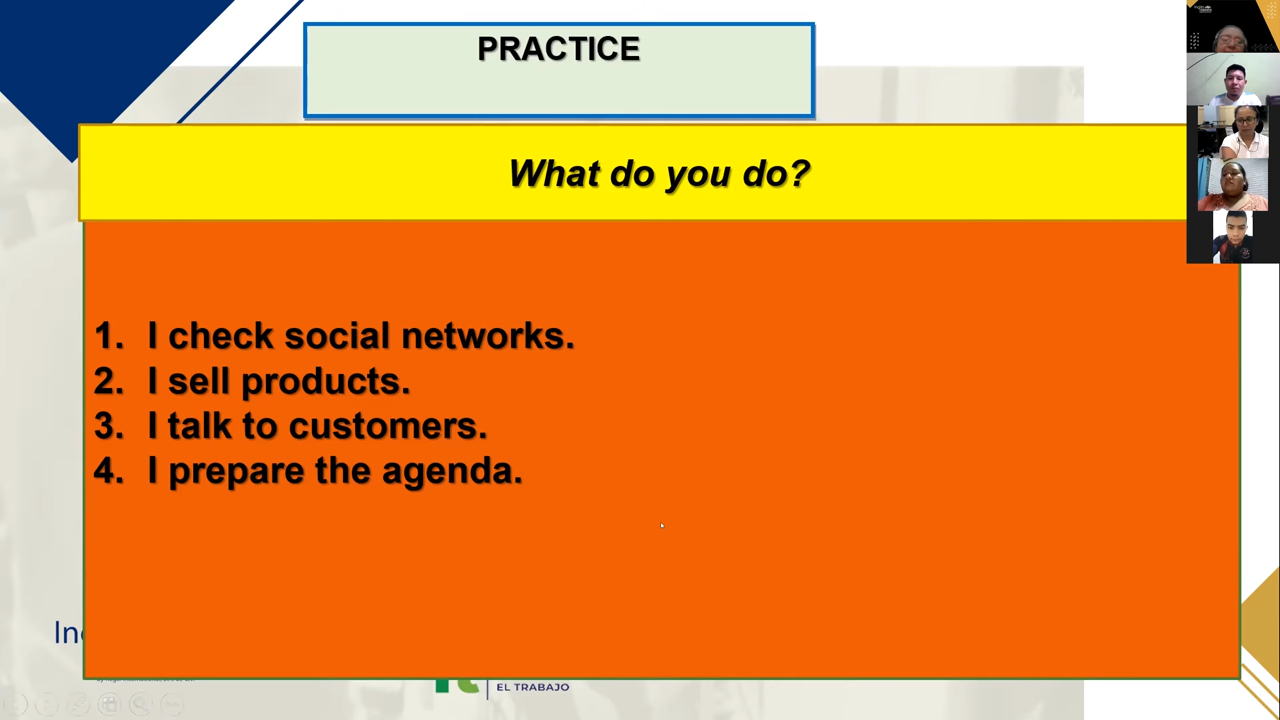 PRACTICE
What do you do?
1. I check social networks.
2. I sell products.
3. I talk to customers.
4. I prepare the agenda.
EL TRABAJO